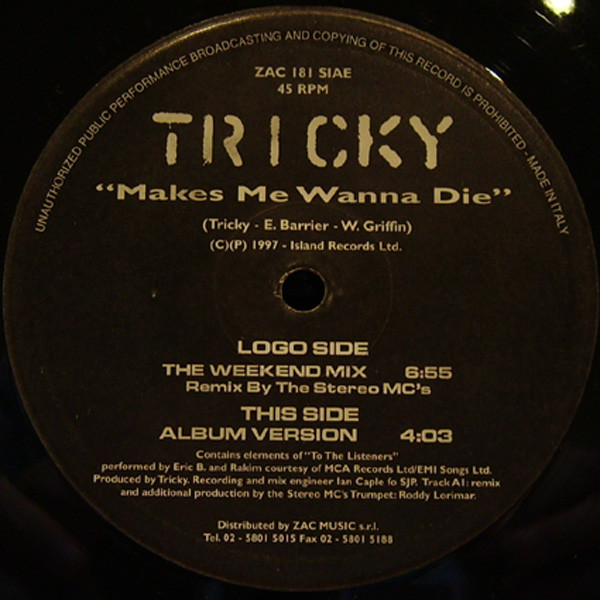 UNAUTHORIZED PUBLIC PERFORMANCE BROADCASTING AND COPYING OF THIS RECORD IS PROHIBITED - MADE IN ITALY
ZAC 181 SIAE
45 RPM
TRICKY
"Makes Me Wanna Die"
(Tricky - E. Barrier - W. Griffin)
(C)(P) 1997 - Island Records Ltd.
LOGO SIDE
THE WEEKEND MIX 6:55
Remix By The Stereo MC's
THIS SIDE
ALBUM VERSION 4:03
Contains elements of "To The Listeners"
performed by Eric B. and Rakim courtesy of MCA Records Ltd/EMI Songs Ltd.
Produced by Tricky. Recording and mix engineer Ian Caple fo SJP. Track A1: remix
and additional production by the Stereo MC's Trumpet: Roddy Lorimar.
Distributed by ZAC MUSIC s.r.l.
Tel. 02 - 5801 5015 Fax 02 - 5801 5188